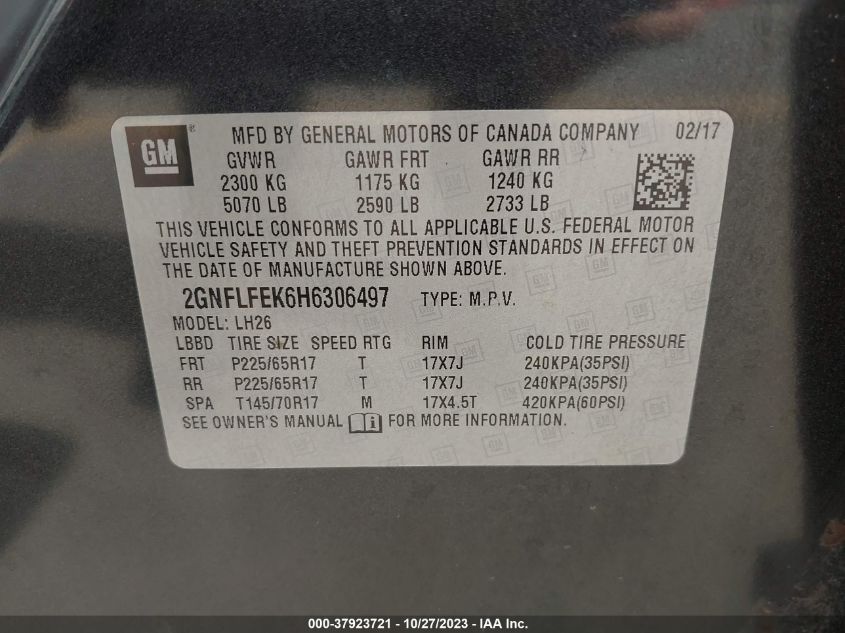 GM ® MFD BY GENERAL MOTORS OF CANADA COMPANY 02/17
GVWR GAWR FRT GAWR RR
2300 KG 1175 KG 1240 KG
5070 LB 2590 LB 2733 LB
THIS VEHICLE CONFORMS TO ALL APPLICABLE U.S. FEDERAL MOTOR
VEHICLE SAFETY AND THEFT PREVENTION STANDARDS IN EFFECT ON
THE DATE OF MANUFACTURE SHOWN ABOVE.
2GNFLFEK6H6306497 TYPE: M.P.V.
MODEL: LH26
LBBD TIRE SIZE SPEED RTG RIM COLD TIRE PRESSURE
FRT P225/65R17 T 17X7J 240KPA(35PSI)
RR P225/65R17 T 17X7J 240KPA(35PSI)
SPA T145/70R17 M 17X4.5T 420KPA(60PSI)
SEE OWNER'S MANUAL i FOR MORE INFORMATION.
000-37923721 - 10/27/2023 - IAA Inc.